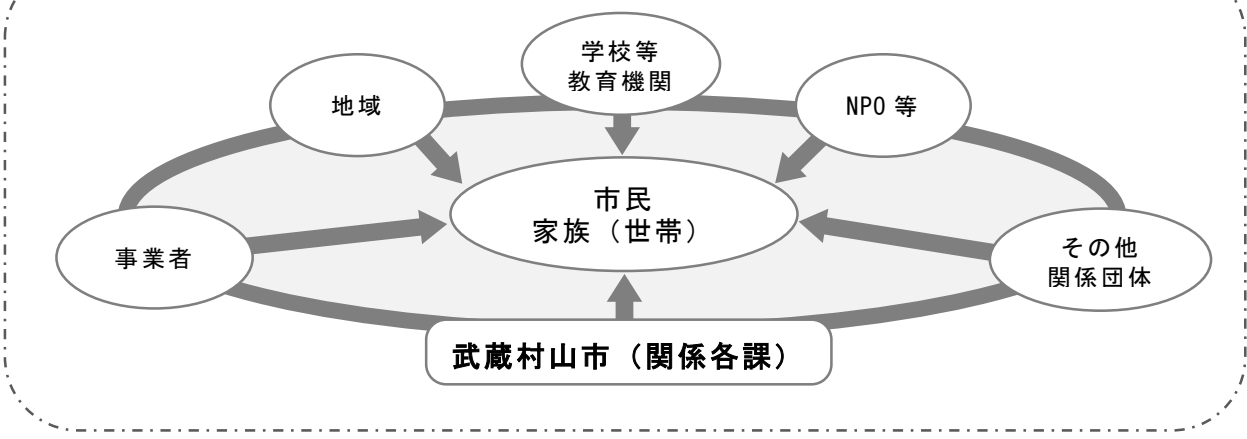 学校等
教育機関
地域
NPO 等
市民
家族（世帯）
事業者
その他
関係団体
武蔵村山市（関係各課）